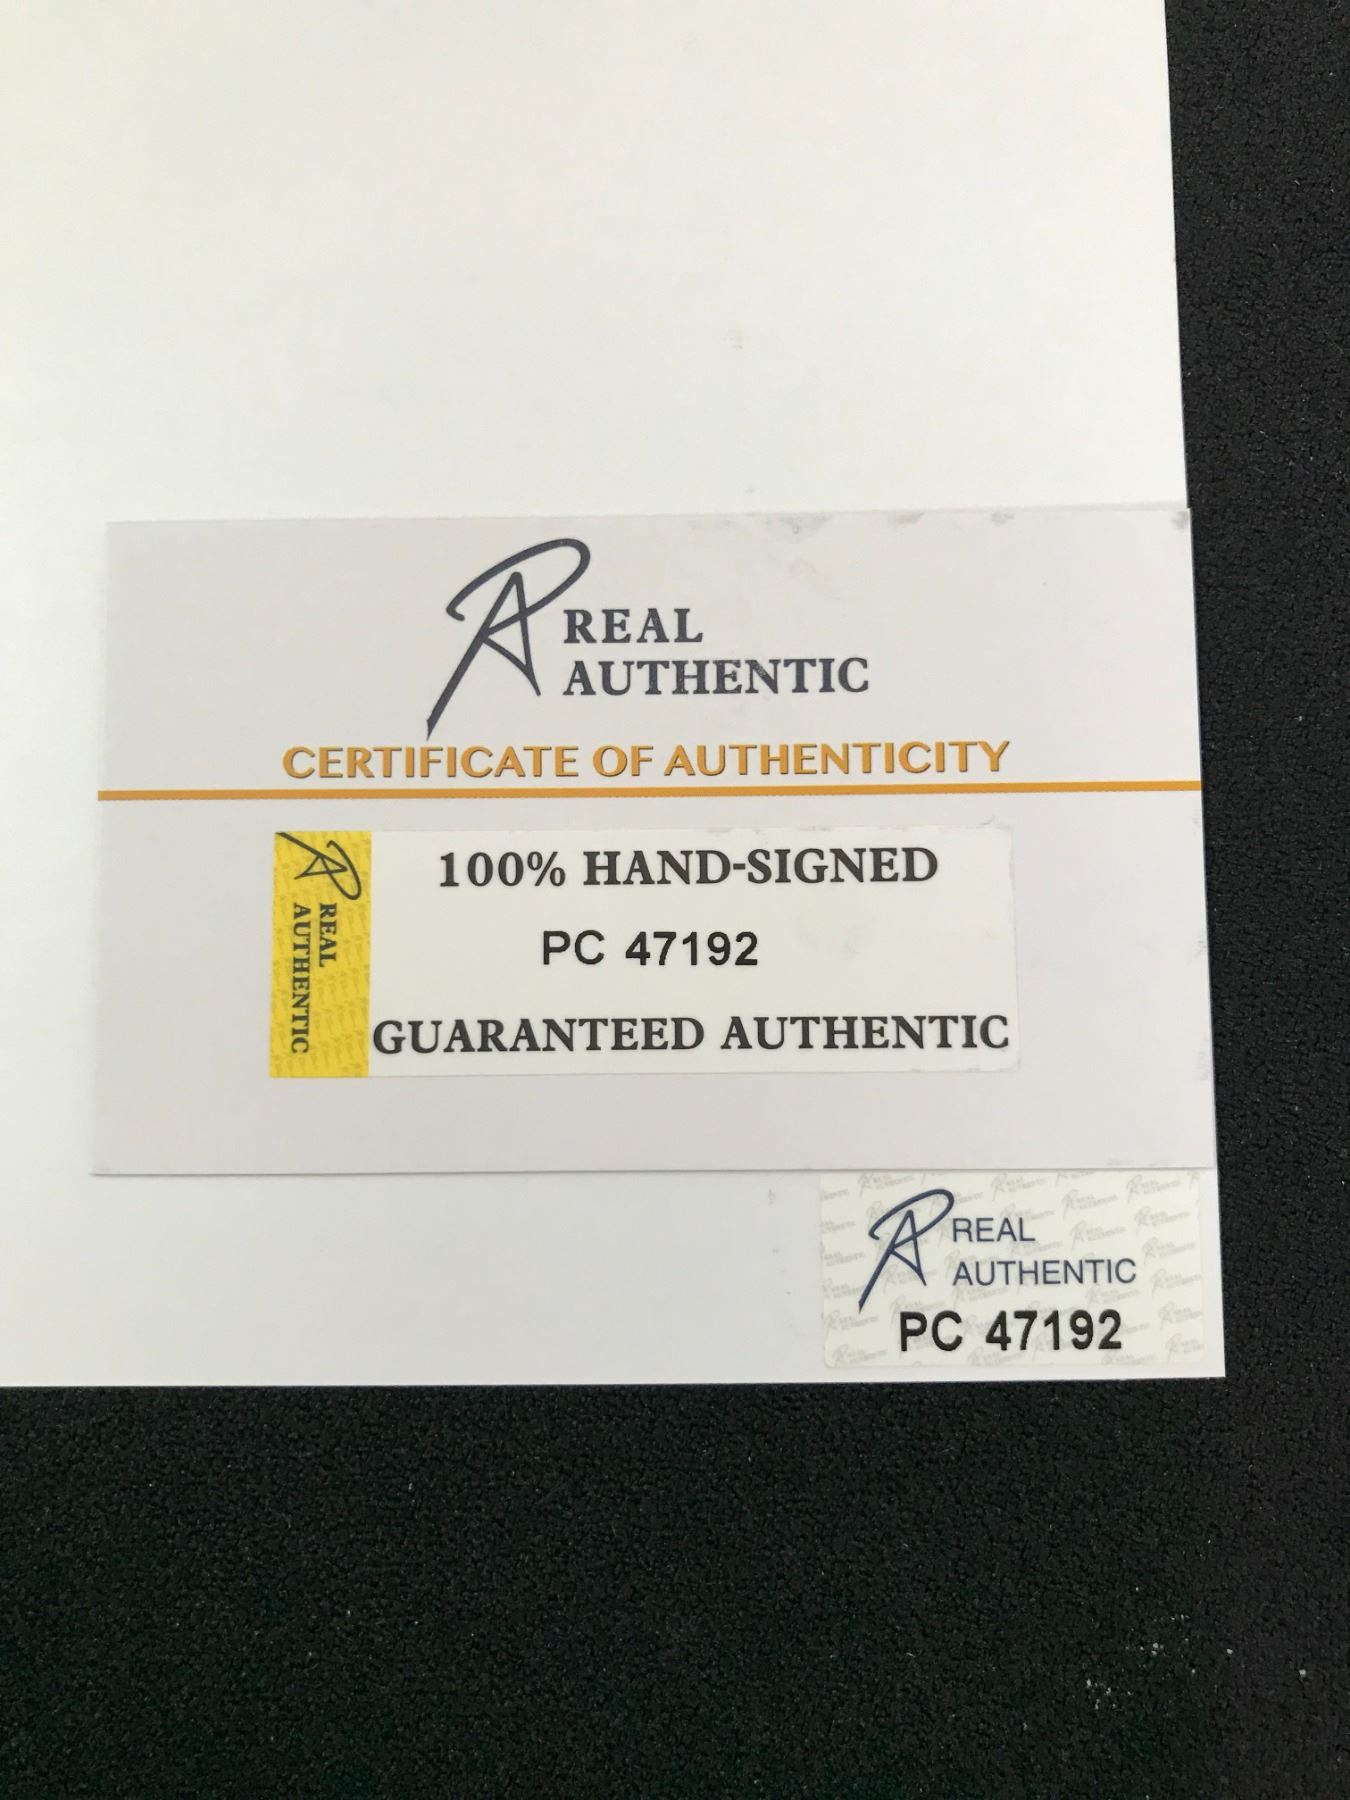 REAL
AUTHENTIC
CERTIFICATE OF AUTHENTICITY
REAL
AUTHENTIC
100% HAND-SIGNED
PC 47192
GUARANTEED AUTHENTIC
REAL
AUTHENTIC
PC 47192